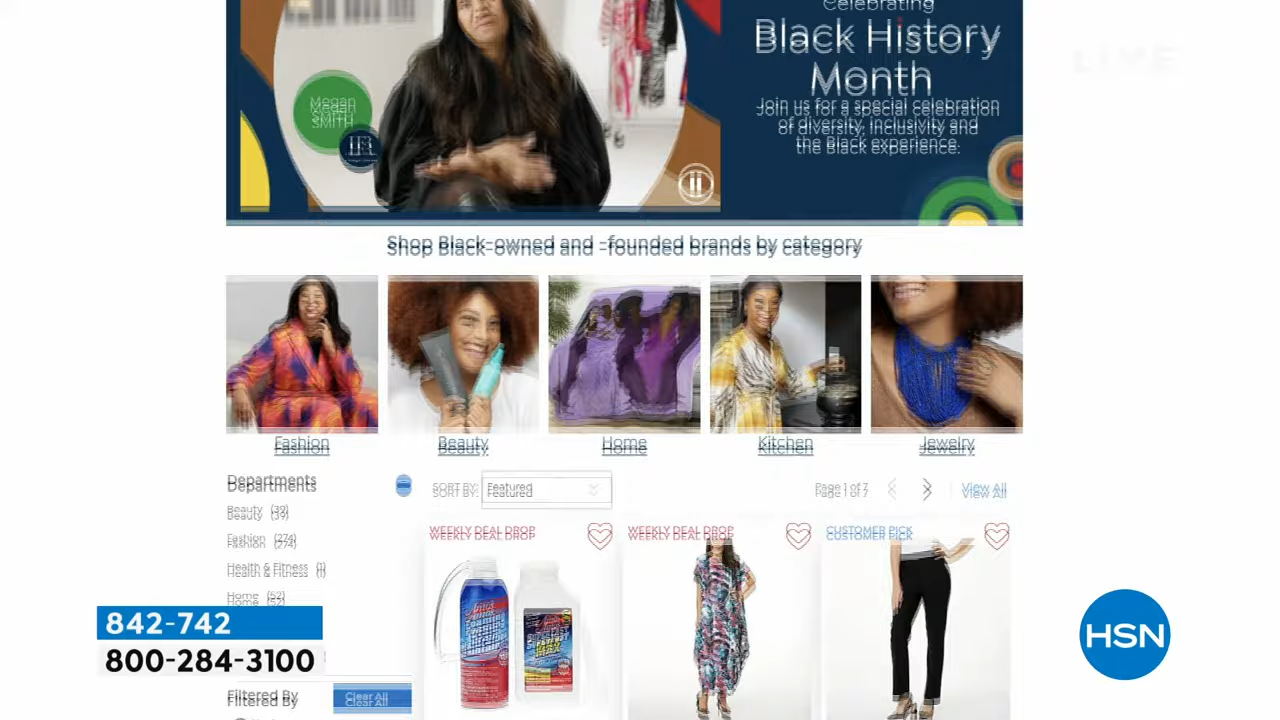 Celebrating
Black History
Month
Join us for a special celebration
of diversity, inclusivity and
the Black experience.
LIVE
Megan
SMITH
Shop Black-owned and -founded brands by category
Fashion
Beauty
Home
Kitchen
Jewelry
Departments
SORT BY:
Featured
Page 1 of 7
View All
Beauty (39)
Fashion (274)
Health & Fitness (1)
Home (52)
WEEKLY DEAL DROP
WEEKLY DEAL DROP
CUSTOMER PICK
842-742
800-284-3100
HSN
Filtered By
Clear All